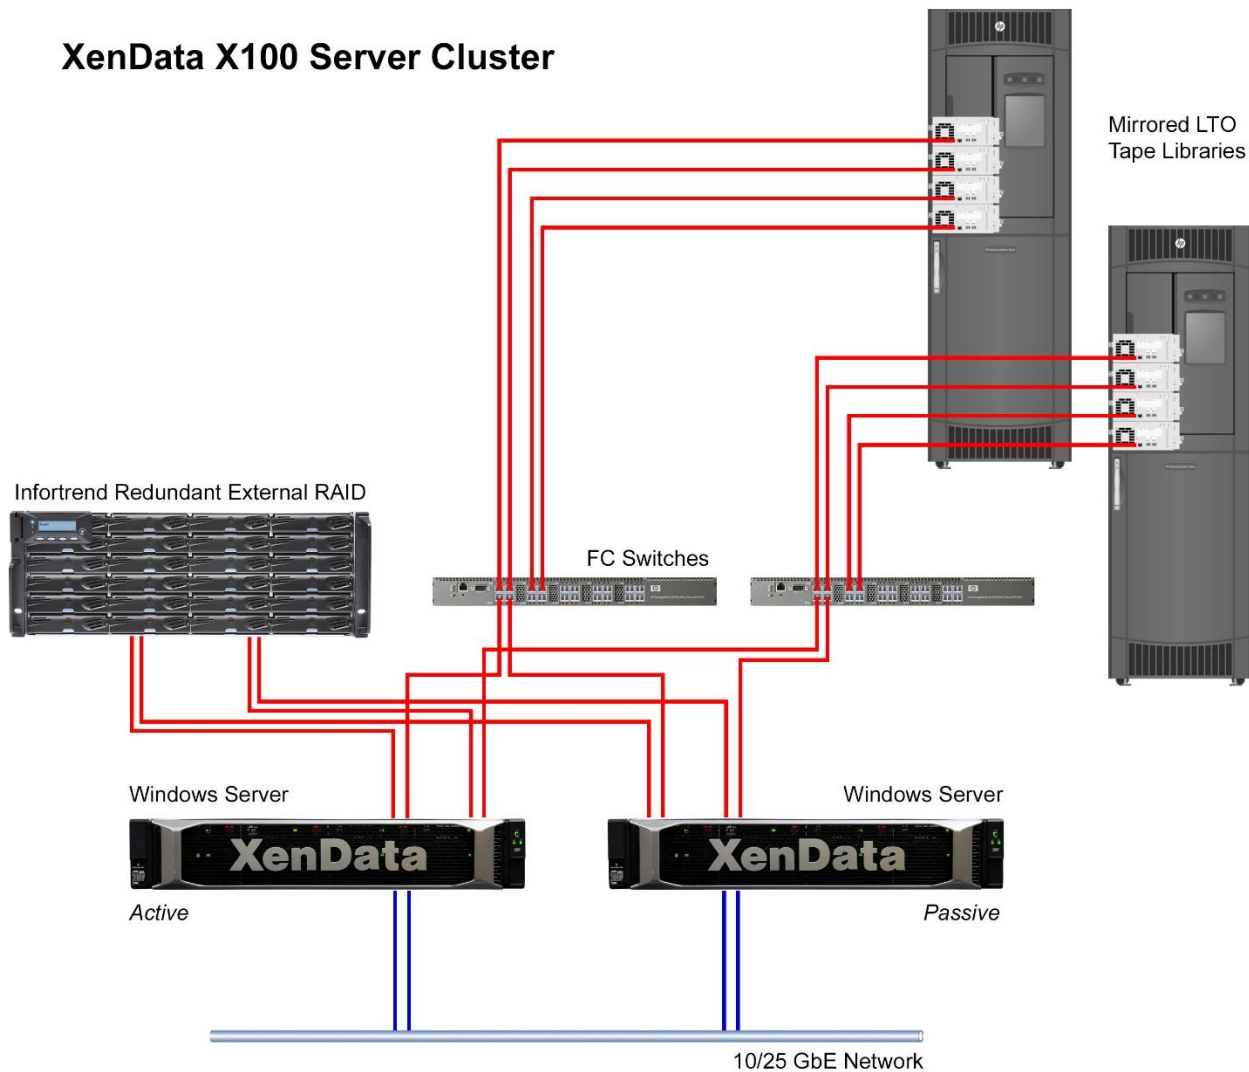 XenData X100 Server Cluster
Mirrored LTO
Tape Libraries
Infortrend Redundant External RAID
FC Switches
Windows Server
Windows Server
XenData
XenData
Active
Passive
10/25 GbE Network